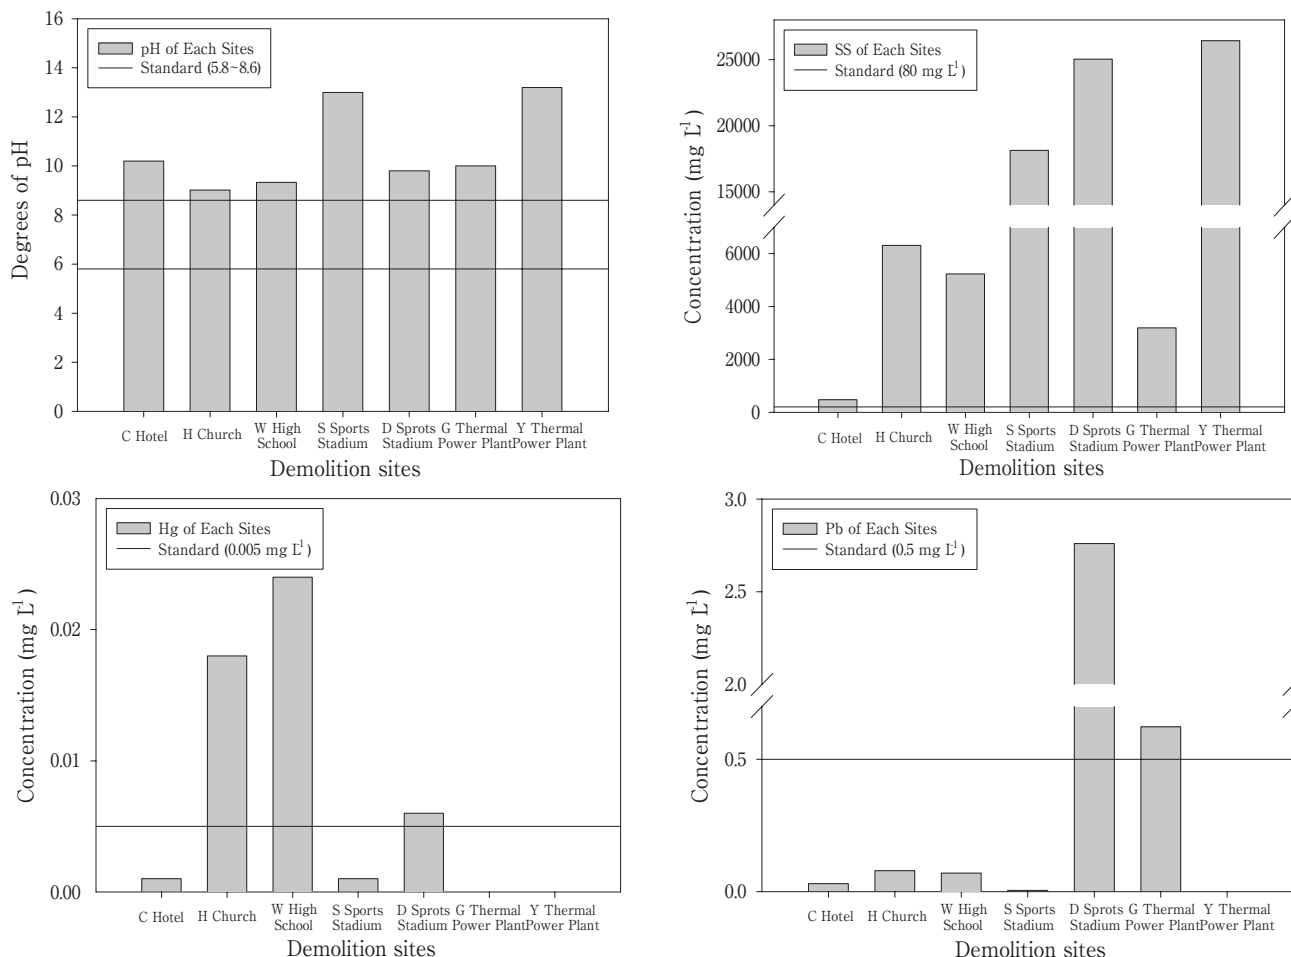 16
14
12
10
8
6
4
2
0
Degrees of pH
pH of Each Sites
Standard (5.8~8.6)
C Hotel
H Church
W High
School
S Sports
Stadium
D Sprots
Stadium
G Thermal
Power Plant
Y Thermal
Power Plant
Demolition sites
25000
20000
15000
6000
4000
2000
0
Concentration (mg L-1)
SS of Each Sites
Standard (80 mg L-1)
C Hotel
H Church
W High
School
S Sports
Stadium
D Sprots
Stadium
G Thermal
Power Plant
Y Thermal
Power Plant
Demolition sites
0.03
0.02
0.01
0.00
Concentration (mg L-1)
Hg of Each Sites
Standard (0.005 mg L-1)
C Hotel
H Church
W High
School
S Sports
Stadium
D Sprots
Stadium
G Thermal
Power Plant
Y Thermal
Power Plant
Demolition sites
3.0
2.5
2.0
0.5
0.0
Concentration (mg L-1)
Pb of Each Sites
Standard (0.5 mg L-1)
C Hotel
H Church
W High
School
S Sports
Stadium
D Sprots
Stadium
G Thermal
Power Plant
Y Thermal
Power Plant
Demolition sites